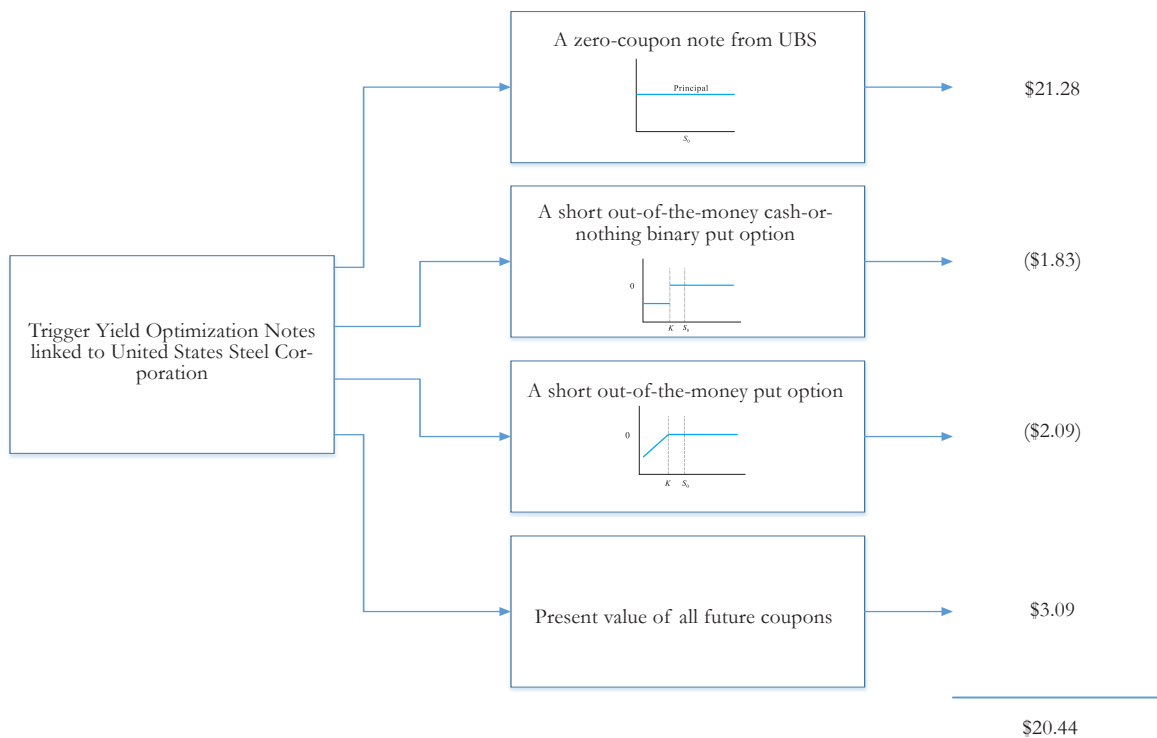 A zero-coupon note from UBS
Principal
S₀
$21.28
A short out-of-the-money cash-or-
nothing binary put option
0
K
S₀
($1.83)
Trigger Yield Optimization Notes
linked to United States Steel Cor-
poration
A short out-of-the-money put option
0
K
S₀
($2.09)
Present value of all future coupons
$3.09
$20.44